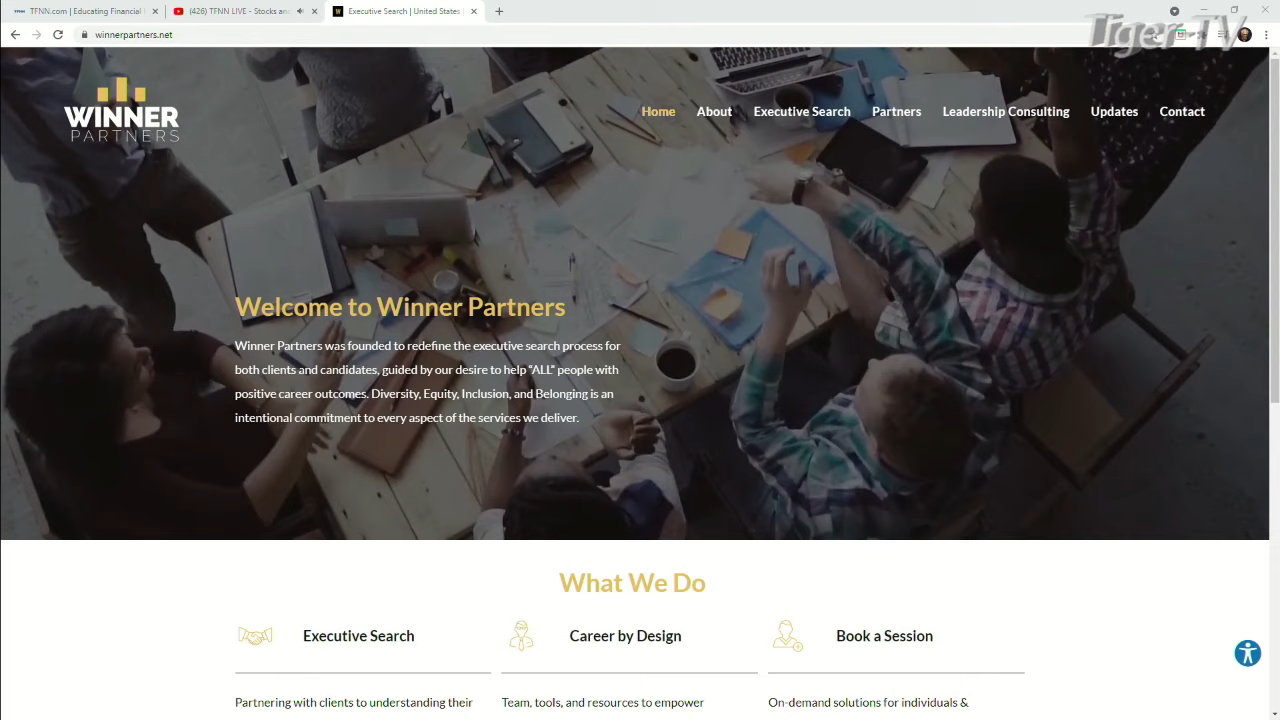 TFNN.com | Educating Financial I
(426) TFNN LIVE - Stocks and
Executive Search | United States
winnerpartners.net
Tiger TV
WINNER
PARTNERS
Home
About
Executive Search
Partners
Leadership Consulting
Updates
Contact
Welcome to Winner Partners
Winner Partners was founded to redefine the executive search process for
both clients and candidates, guided by our desire to help "ALL" people with
positive career outcomes. Diversity, Equity, Inclusion, and Belonging is an
intentional commitment to every aspect of the services we deliver.
What We Do
Executive Search
Career by Design
Book a Session
Partnering with clients to understanding their
Team, tools, and resources to empower
On-demand solutions for individuals &